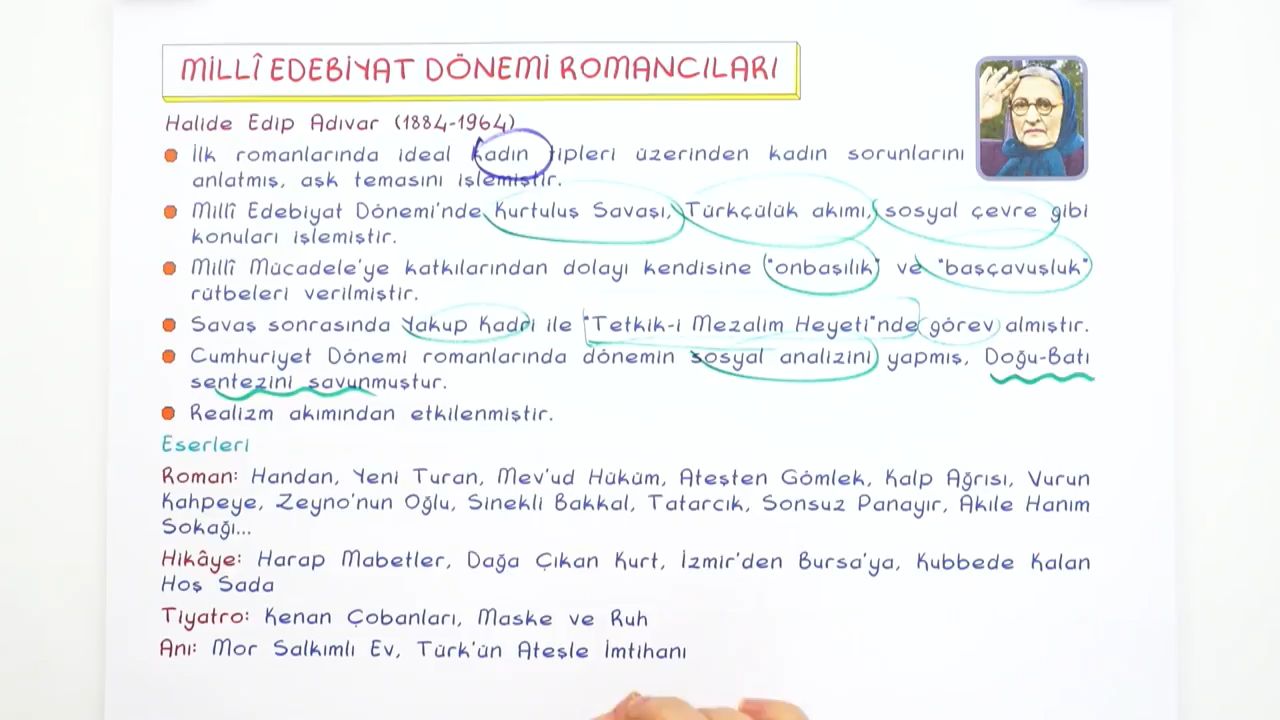 MİLLÎ EDEBİYAT DÖNEMİ ROMANCILARI
Halide Edip Adıvar (1884-1964)
İlk romanlarında ideal kadın tipleri üzerinden kadın sorunlarını
anlatmış, aşk temasını işlemiştir.
Millî Edebiyat Dönemi'nde Kurtuluş Savaşı, Türkçülük akımı, sosyal çevre gibi
konuları işlemiştir.
Millî Mücadele'ye katkılarından dolayı kendisine "onbaşılık" ve "başçavuşluk"
rütbeleri verilmiştir.
Savaş sonrasında Yakup Kadri ile "Tetkik-i Mezalim Heyeti"nde görev almıştır.
Cumhuriyet Dönemi romanlarında dönemin sosyal analizini yapmış, Doğu-Batı
sentezini savunmuştur.
Realizm akımından etkilenmiştir.
Eserleri
Roman: Handan, Yeni Turan, Mev'ud Hüküm, Ateşten Gömlek, Kalp Ağrısı, Vurun
Kahpeye, Zeyno'nun Oğlu, Sinekli Bakkal, Tatarcık, Sonsuz Panayır, Akile Hanım
Sokağı...
Hikâye: Harap Mabetler, Dağa Çıkan Kurt, İzmir'den Bursa'ya, Kubbede Kalan
Hoş Sada
Tiyatro: Kenan Çobanları, Maske ve Ruh
Anı: Mor Salkımlı Ev, Türk'ün Ateşle İmtihanı